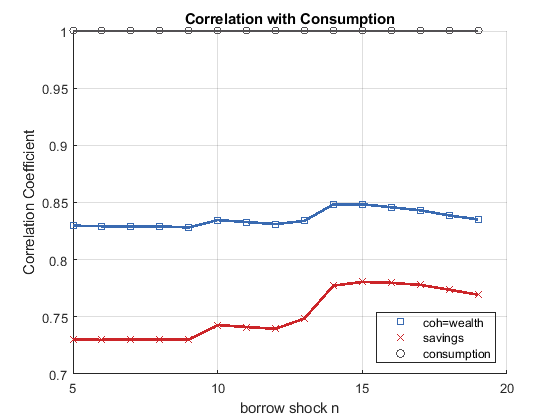 Correlation with Consumption
Correlation Coefficient
1
0.95
0.9
0.85
0.8
0.75
0.7
5
10
15
20
borrow shock n
coh=wealth
savings
consumption